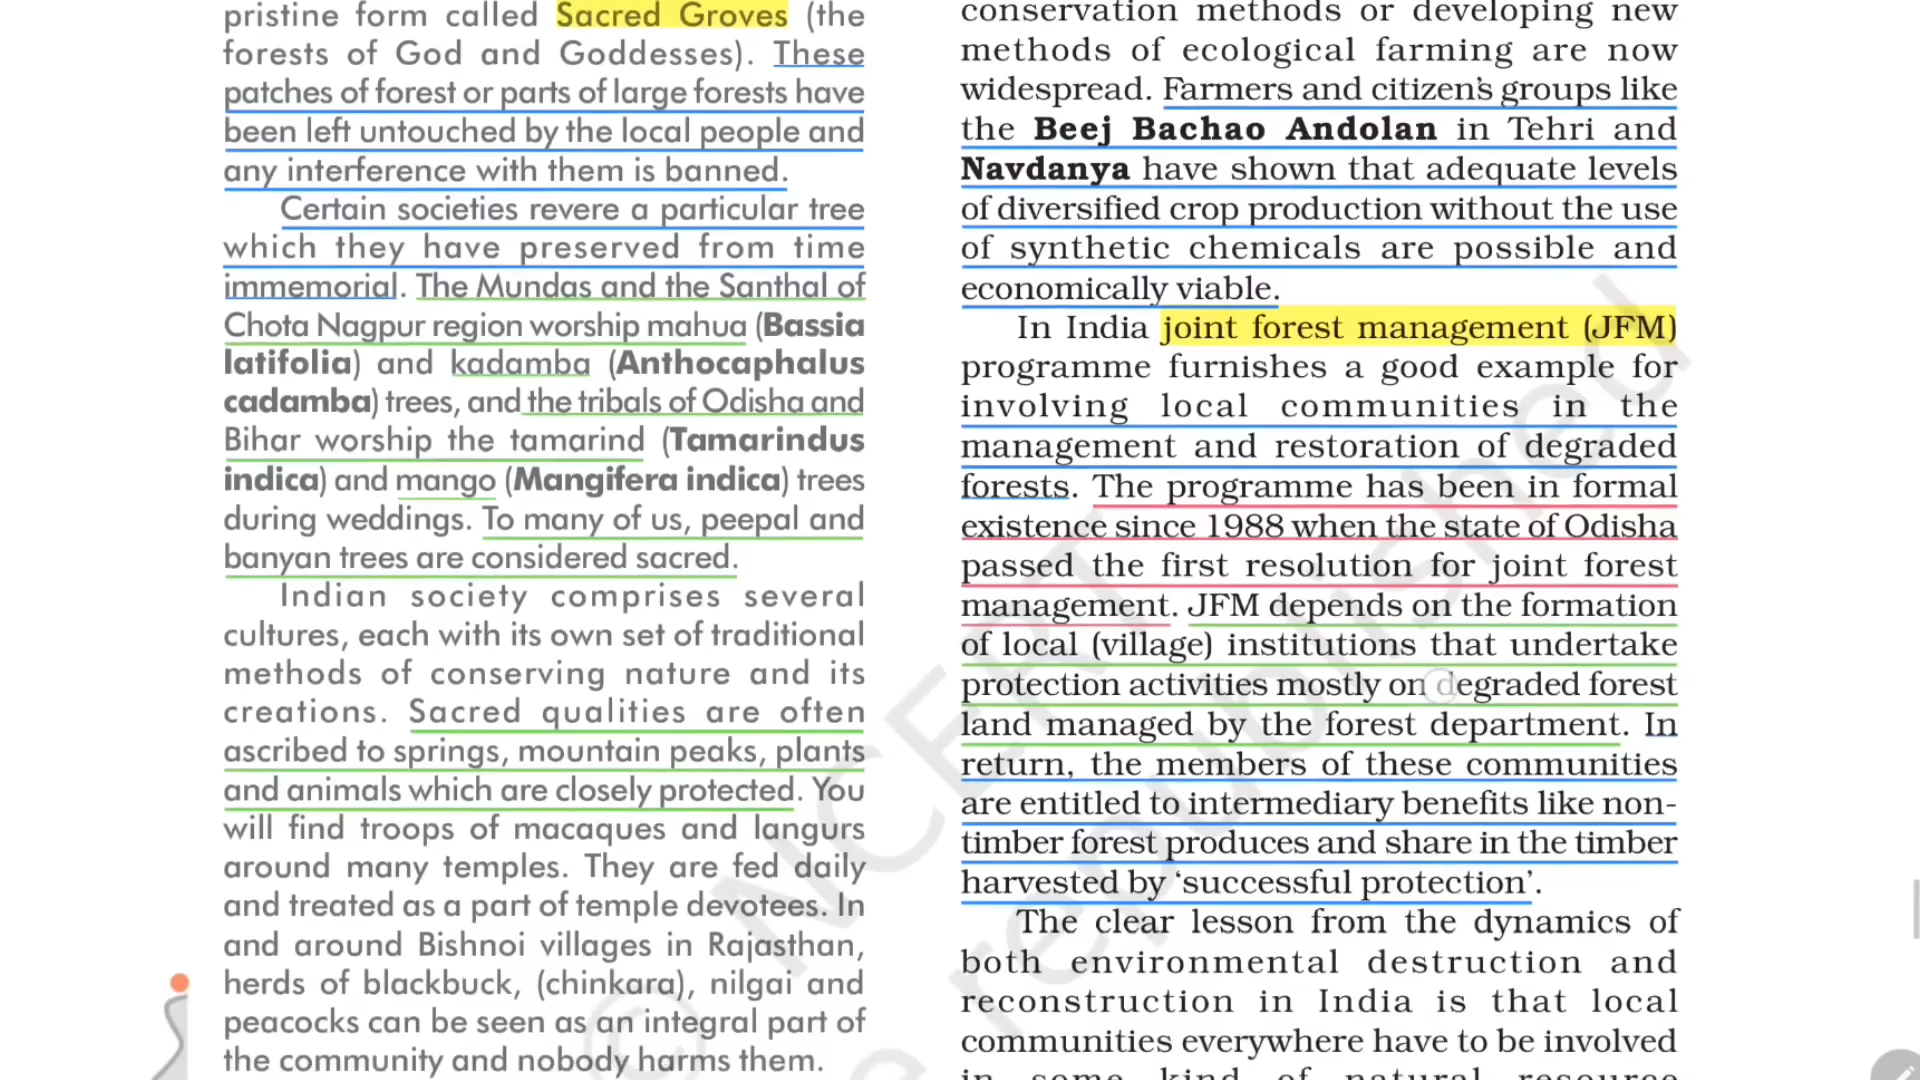 pristine form called Sacred Groves (the
forests of God and Goddesses). These
patches of forest or parts of large forests have
been left untouched by the local people and
any interference with them is banned.
Certain societies revere a particular tree
which they have preserved from time
immemorial. The Mundas and the Santhal of
Chota Nagpur region worship mahua (Bassia
latifolia) and kadamba (Anthocaphalus
cadamba) trees, and the tribals of Odisha and
Bihar worship the tamarind (Tamarindus
indica) and mango (Mangifera indica) trees
during weddings. To many of us, peepal and
banyan trees are considered sacred.
Indian society comprises several
cultures, each with its own set of traditional
methods of conserving nature and its
creations. Sacred qualities are often
ascribed to springs, mountain peaks, plants
and animals which are closely protected. You
will find troops of macaques and langurs
around many temples. They are fed daily
and treated as a part of temple devotees. In
and around Bishnoi villages in Rajasthan,
herds of blackbuck, (chinkara), nilgai and
peacocks can be seen as an integral part of
the community and nobody harms them.
conservation methods or developing new
methods of ecological farming are now
widespread. Farmers and citizen's groups like
the Beej Bachao Andolan in Tehri and
Navdanya have shown that adequate levels
of diversified crop production without the use
of synthetic chemicals are possible and
economically viable.
In India joint forest management (JFM)
programme furnishes a good example for
involving local communities in the
management and restoration of degraded
forests. The programme has been in formal
existence since 1988 when the state of Odisha
passed the first resolution for joint forest
management. JFM depends on the formation
of local (village) institutions that undertake
protection activities mostly on degraded forest
land managed by the forest department. In
return, the members of these communities
are entitled to intermediary benefits like non-
timber forest produces and share in the timber
harvested by ‘successful protection’.
The clear lesson from the dynamics of
both environmental destruction and
reconstruction in India is that local
communities everywhere have to be involved
in some kind of natural resource
© NCERT
republished